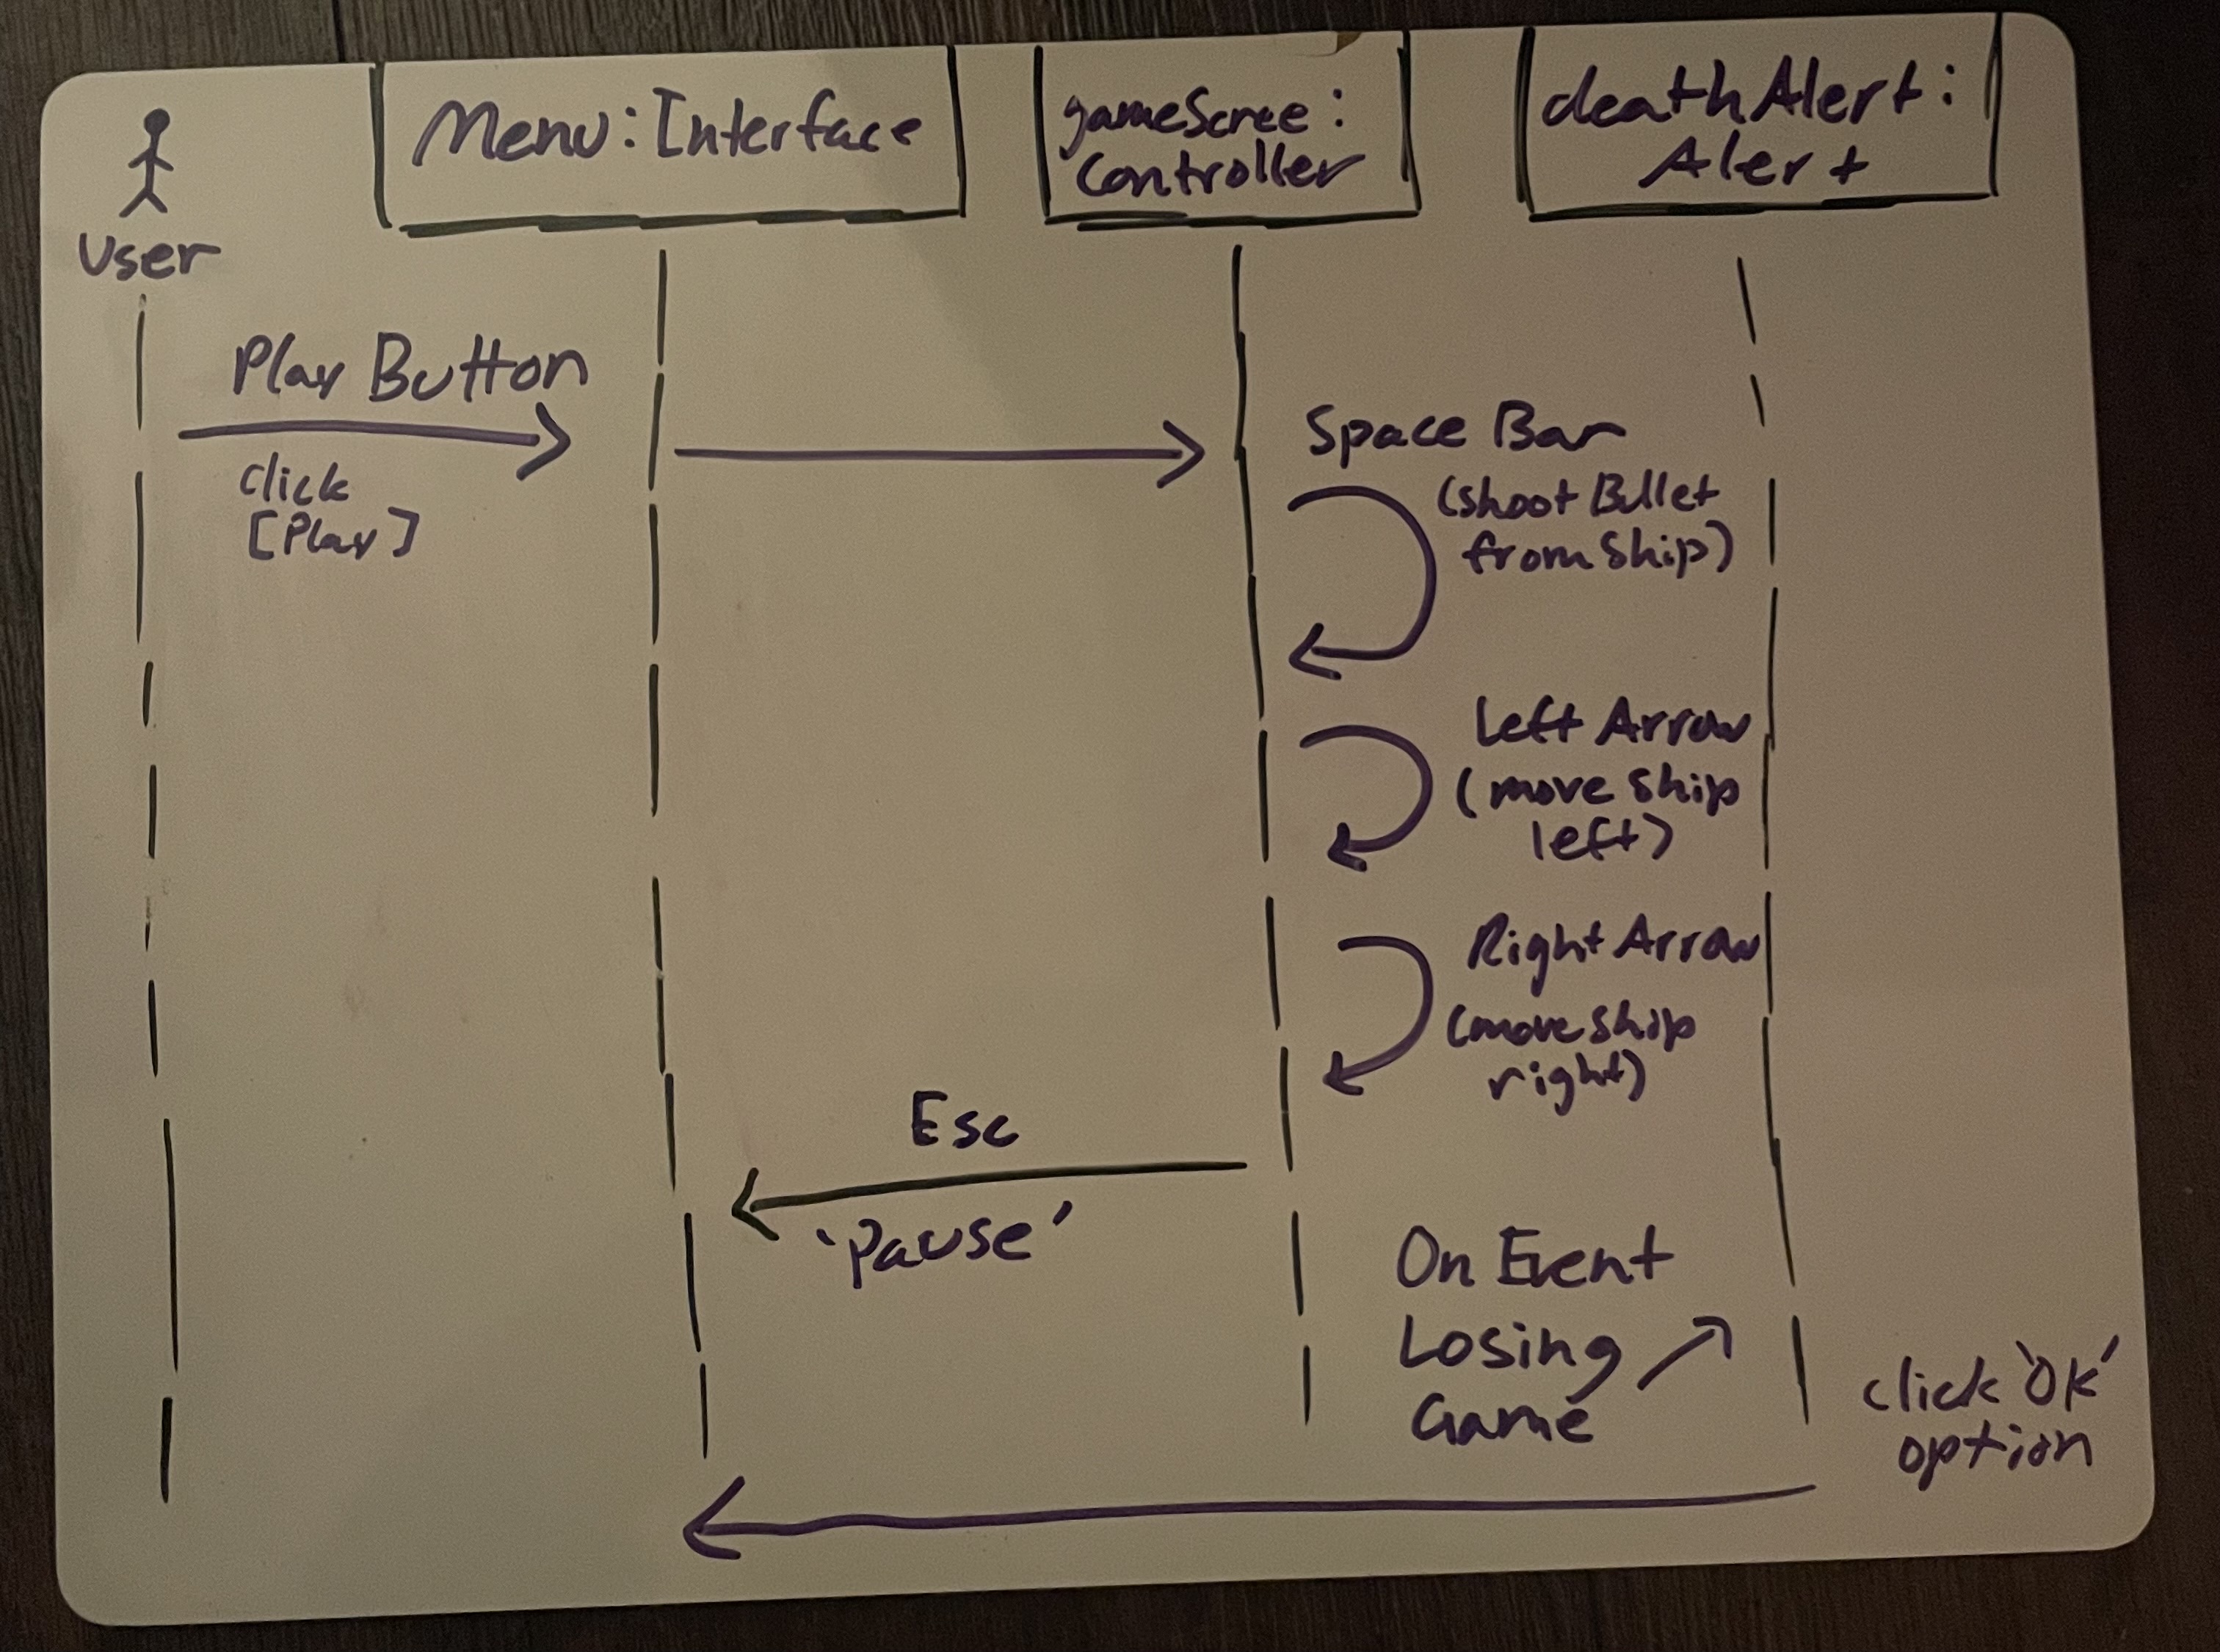 User
Menu:Interface
gameScree:
Controller
deathAlert:
Alert
Play Button
click
[Play]
Space Bar
(shoot Bullet
from Ship)
Left Arrow
(move ship
left)
Right Arrow
(move ship
right)
Esc
'Pause'
On Event
Losing
Game
click 'OK'
option